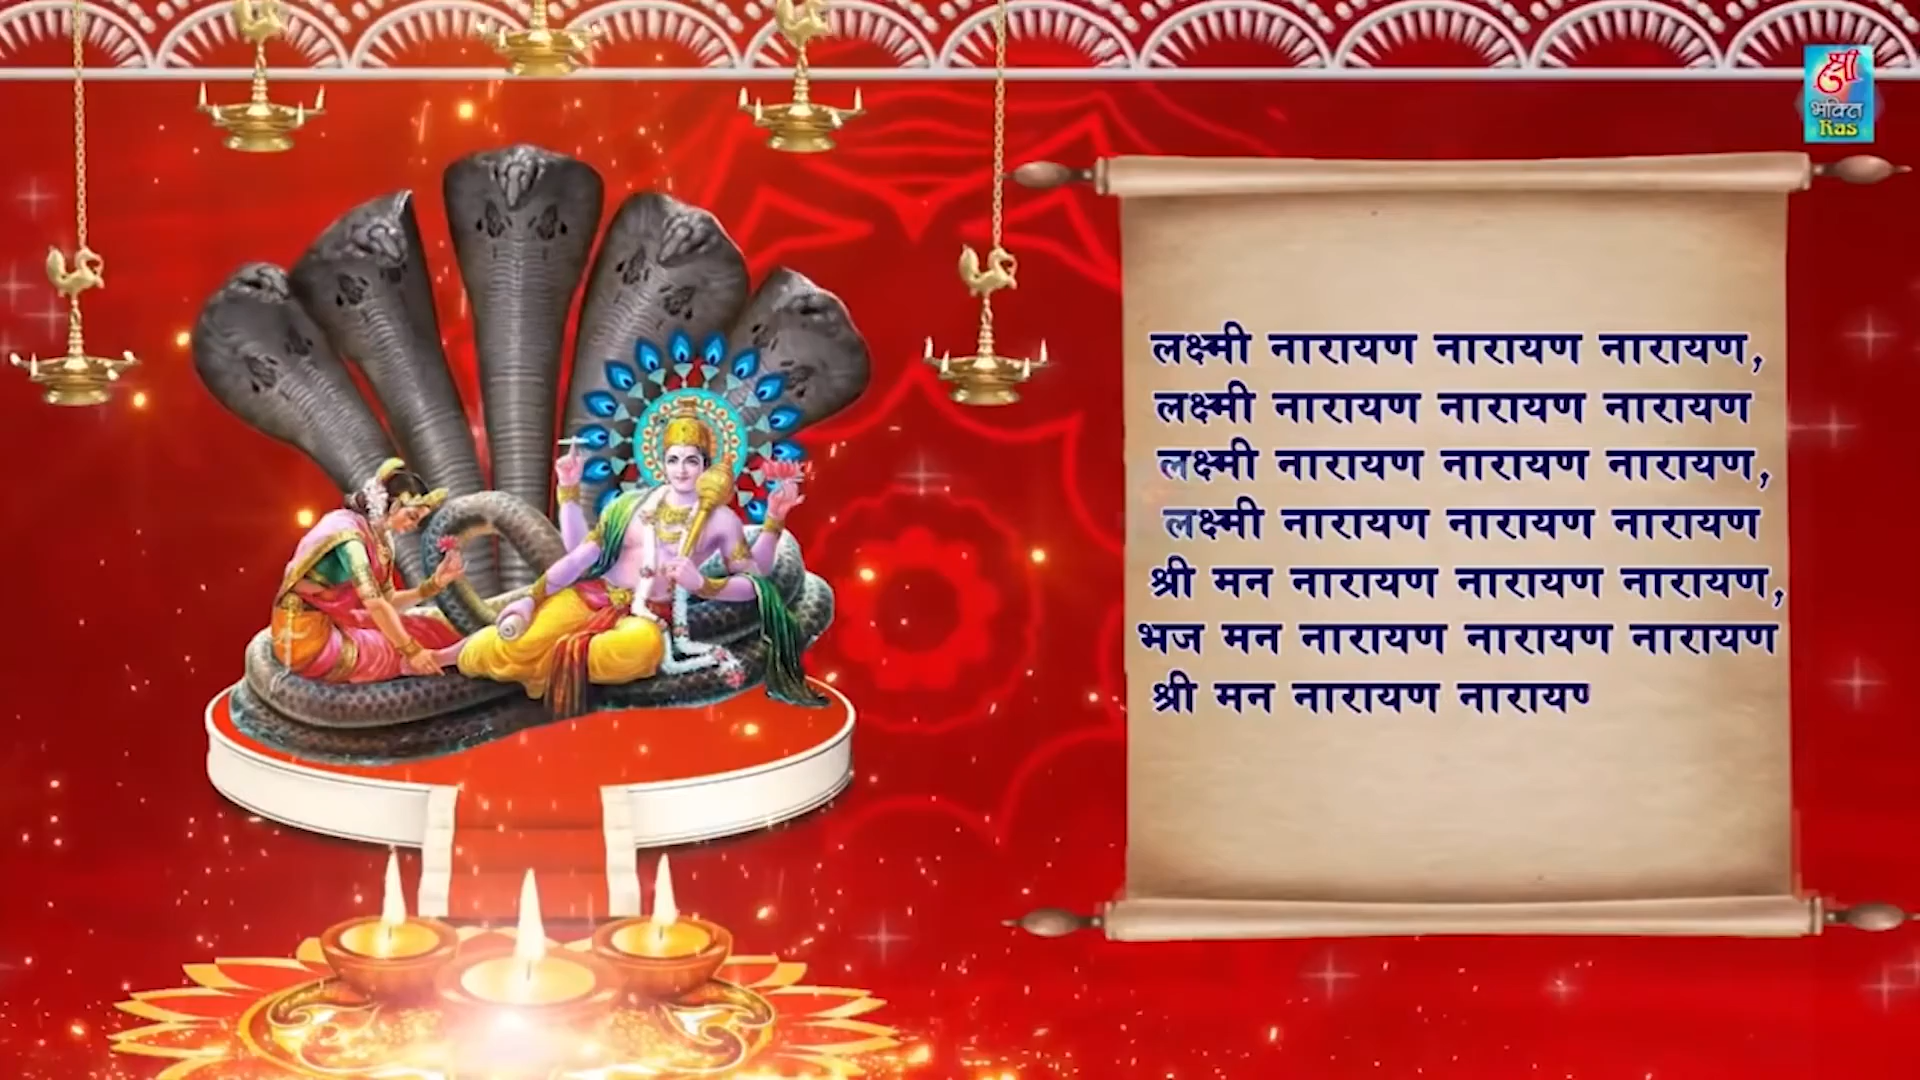 श्री
भक्ति
Ras
लक्ष्मी नारायण नारायण नारायण,
लक्ष्मी नारायण नारायण नारायण
लक्ष्मी नारायण नारायण नारायण,
लक्ष्मी नारायण नारायण नारायण
श्री मन नारायण नारायण नारायण,
भज मन नारायण नारायण नारायण
श्री मन नारायण